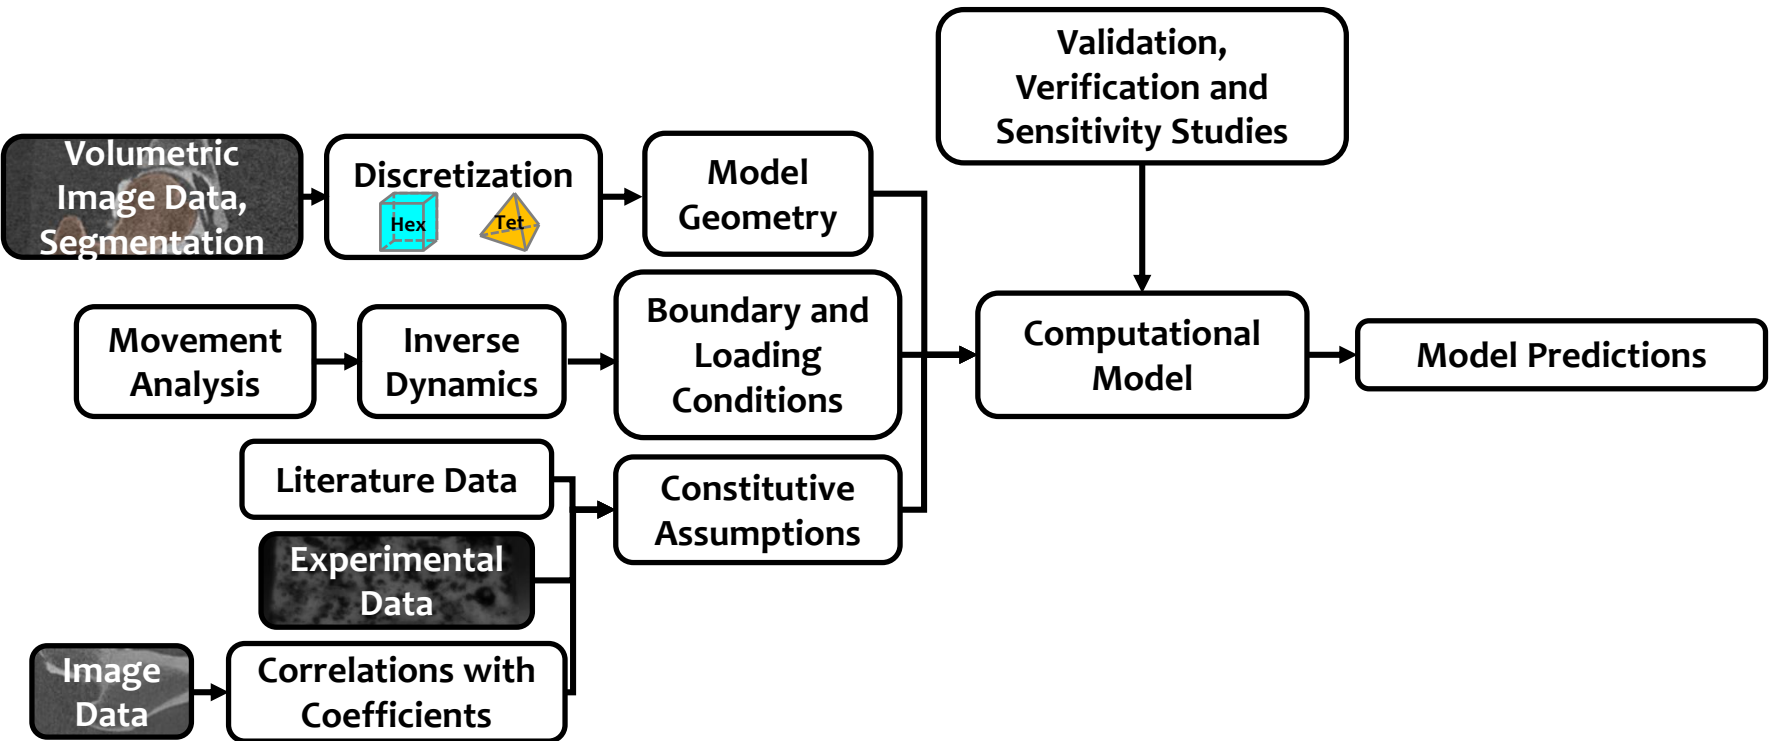 Validation,
Verification and
Sensitivity Studies
Volumetric
Image Data,
Segmentation
Discretization
Hex
Tet
Model
Geometry
Movement
Analysis
Inverse
Dynamics
Boundary and
Loading
Conditions
Computational
Model
Model Predictions
Literature Data
Constitutive
Assumptions
Experimental
Data
Image
Data
Correlations with
Coefficients